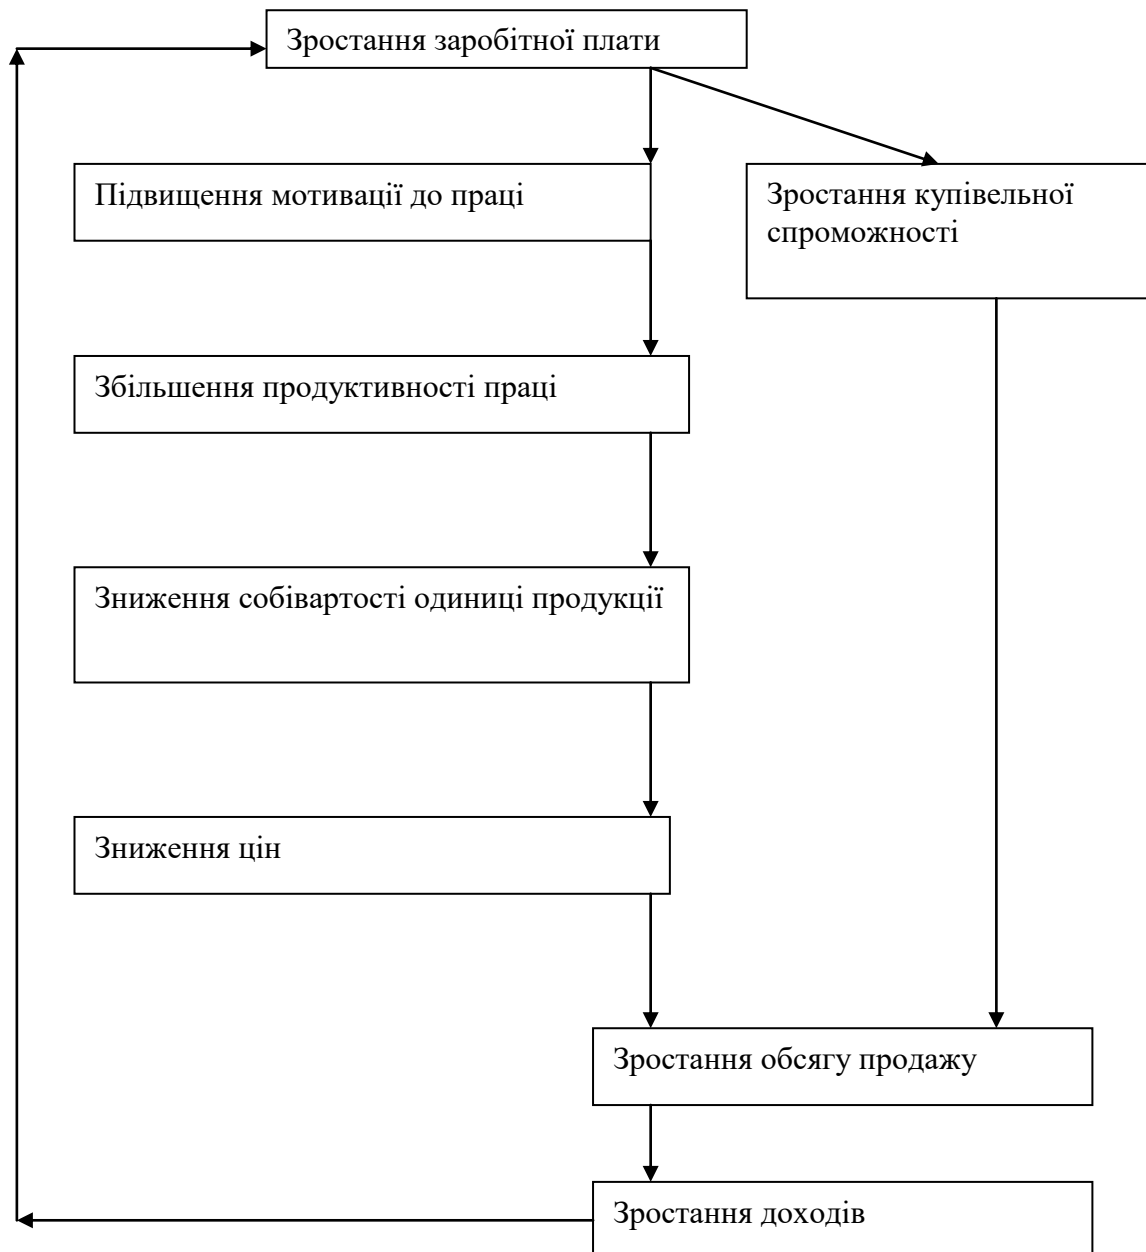 Зростання заробітної плати
Підвищення мотивації до праці
Зростання купівельної
спроможності
Збільшення продуктивності праці
Зниження собівартості одиниці продукції
Зниження цін
Зростання обсягу продажу
Зростання доходів